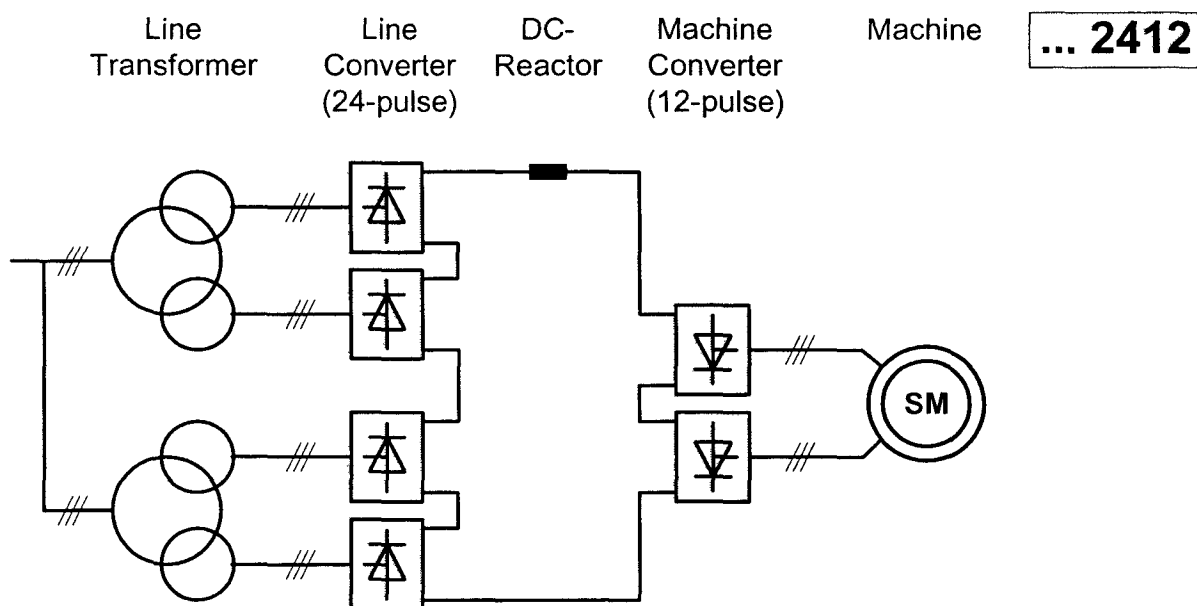 Line
Transformer
Line
Converter
(24-pulse)
DC-
Reactor
Machine
Converter
(12-pulse)
Machine
... 2412
SM